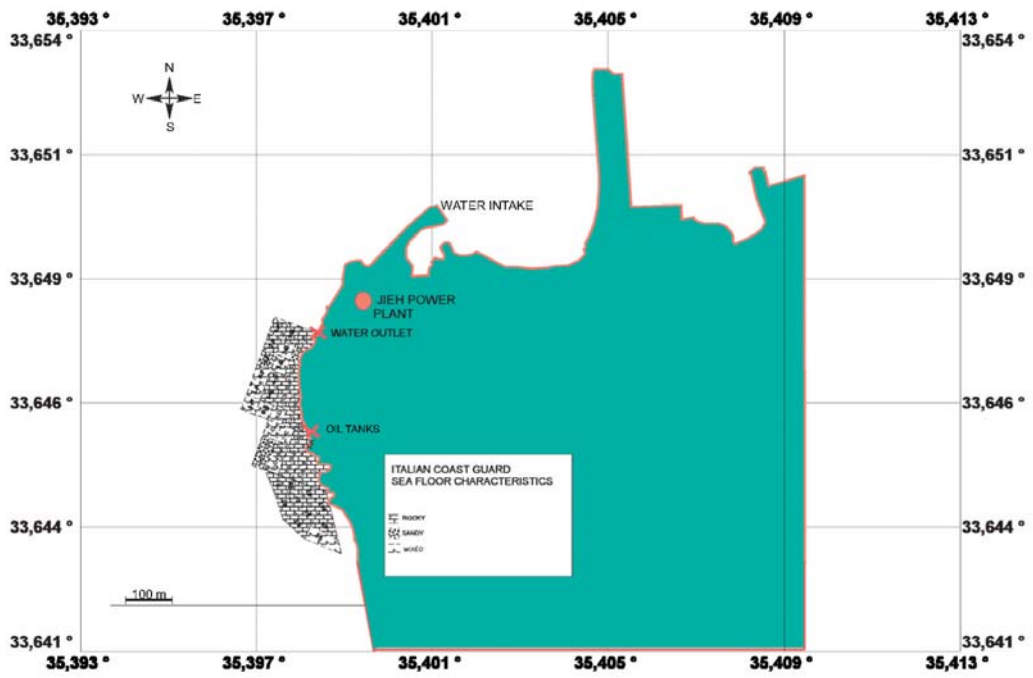 35,393 ° 35,397 ° 35,401 ° 35,405 ° 35,409 ° 35,413 °
33,654 ° 33,654 °
N
W E
S
33,651 ° 33,651 °
WATER INTAKE
33,649 ° 33,649 °
JIEH POWER
PLANT
WATER OUTLET
33,646 ° 33,646 °
OIL TANKS
ITALIAN COAST GUARD
SEA FLOOR CHARACTERISTICS
ROCKY
SANDY
MIXED
33,644 ° 33,644 °
100 m
33,641 ° 33,641 °
35,393 ° 35,397 ° 35,401 ° 35,405 ° 35,409 ° 35,413 °